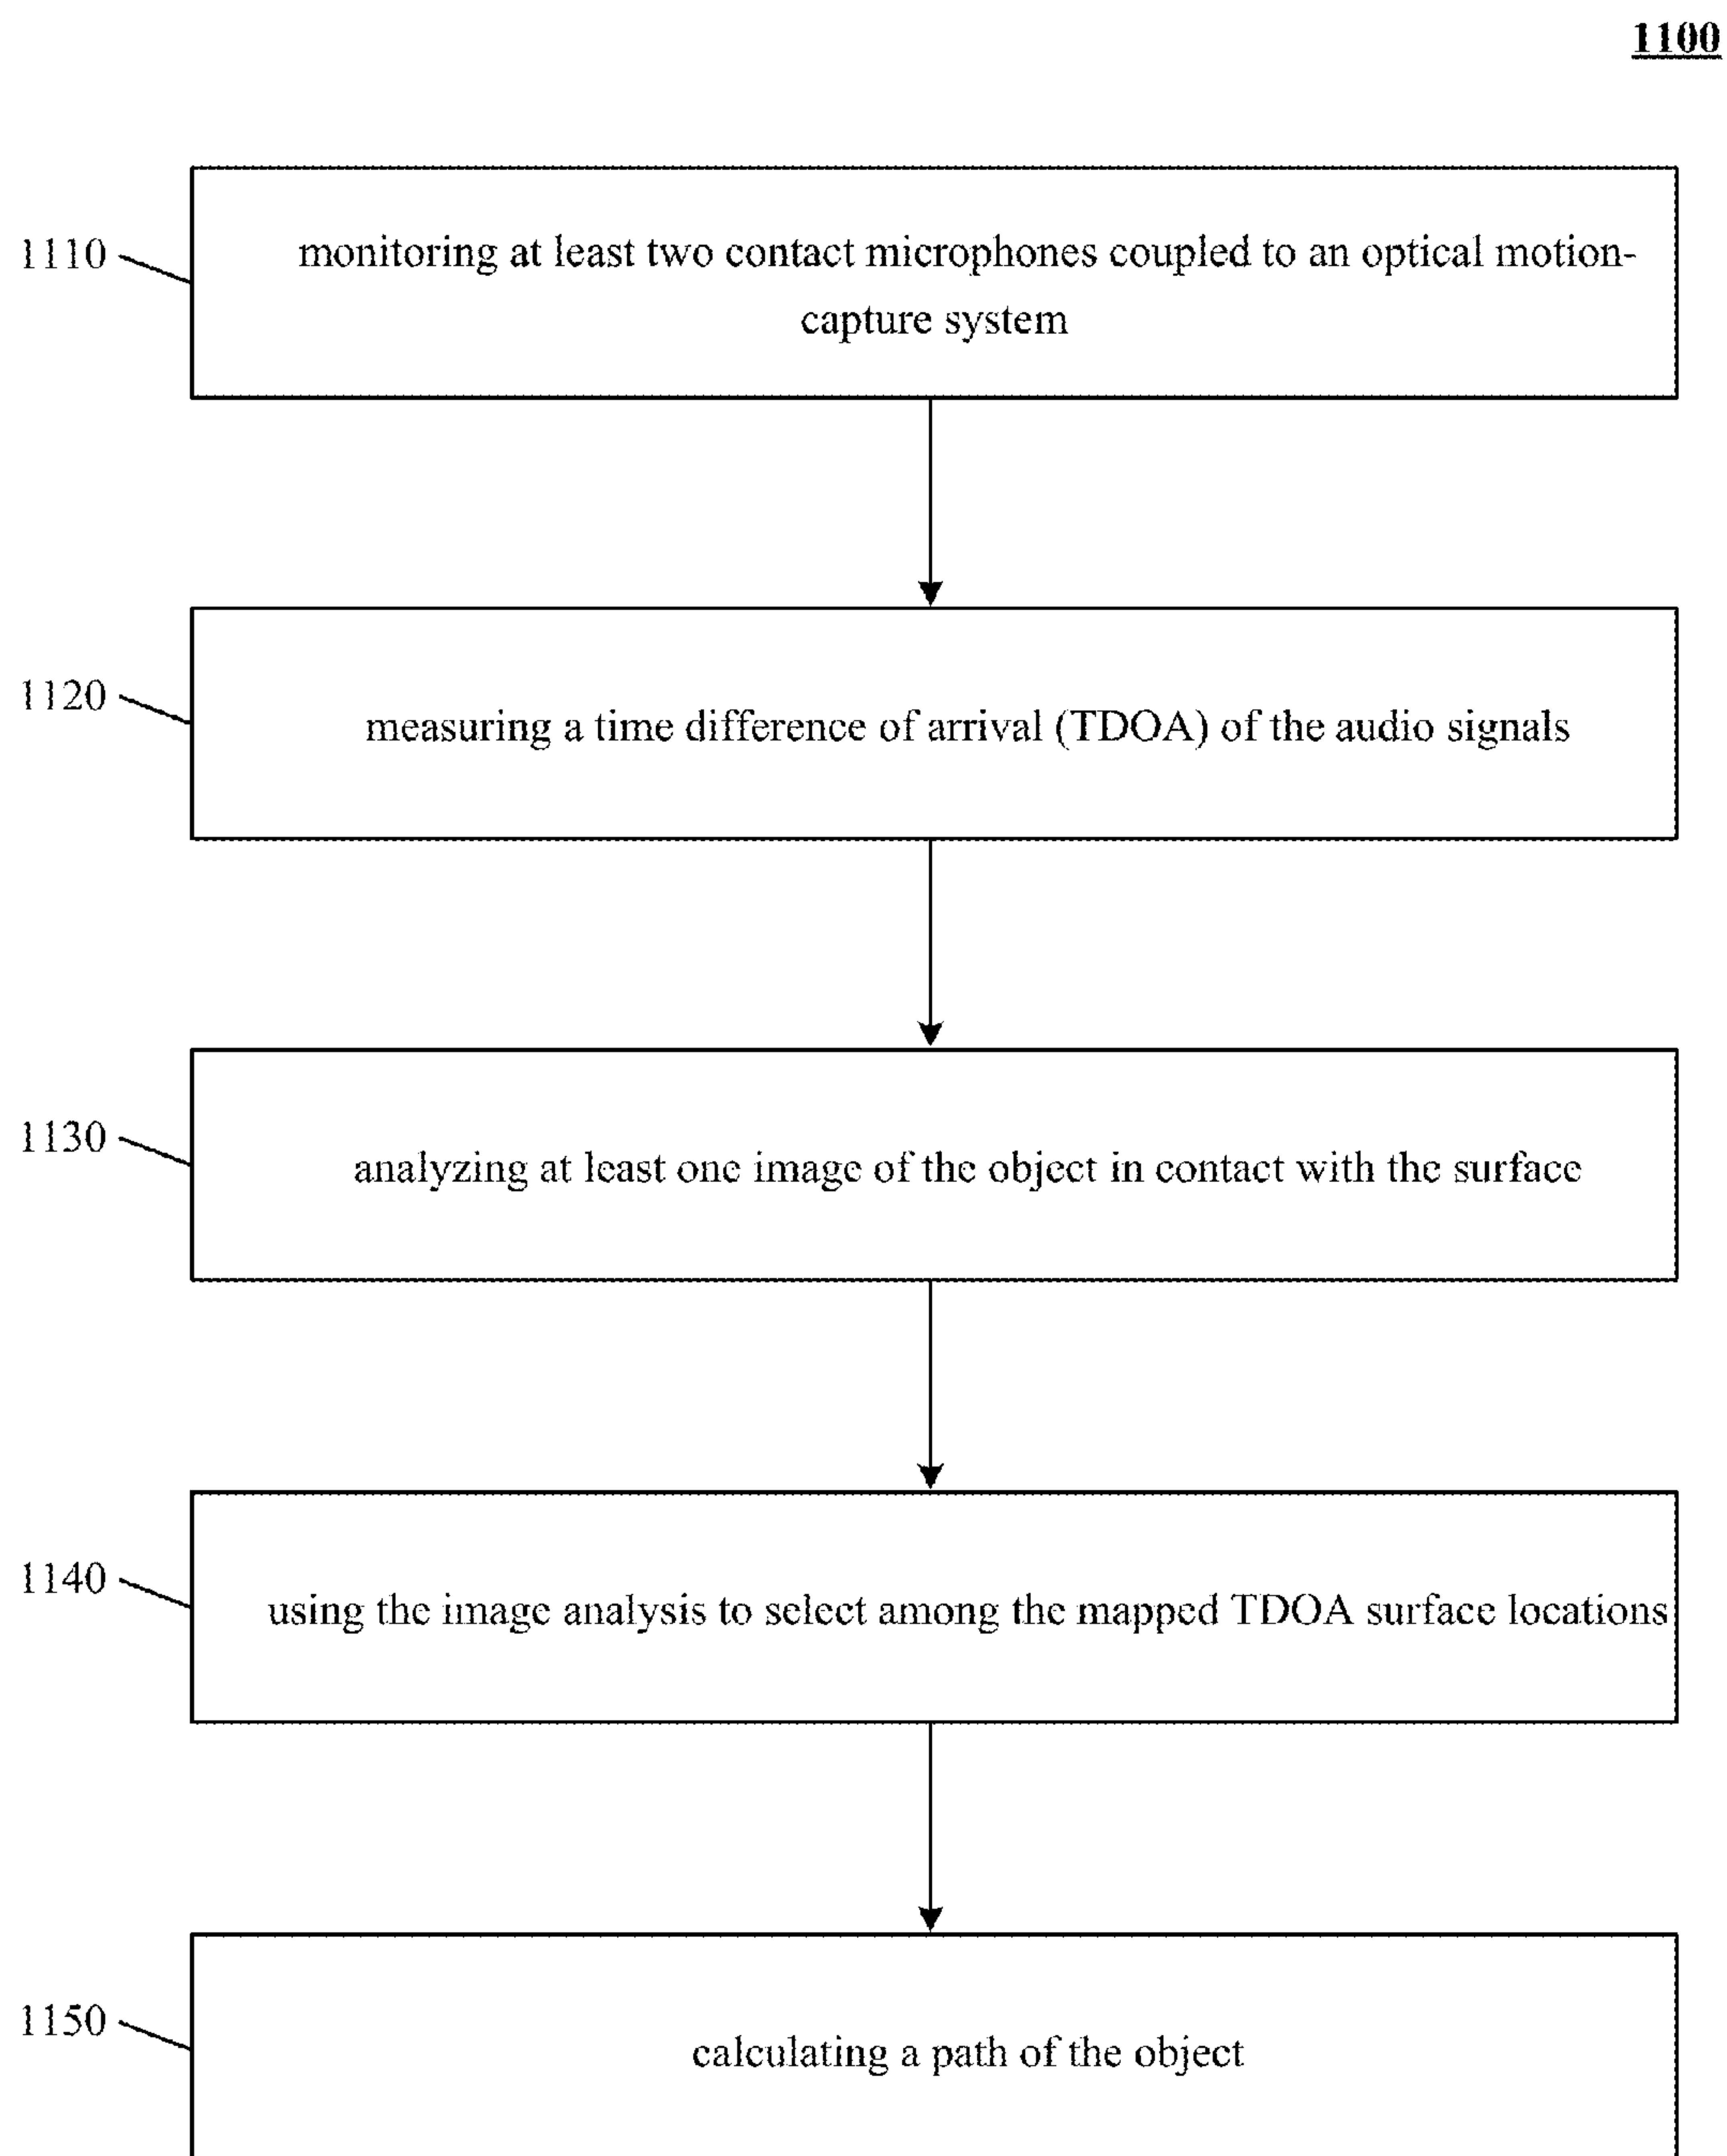 1100
1110
monitoring at least two contact microphones coupled to an optical motion-
capture system
1120
measuring a time difference of arrival (TDOA) of the audio signals
1130
analyzing at least one image of the object in contact with the surface
1140
using the image analysis to select among the mapped TDOA surface locations
1150
calculating a path of the object